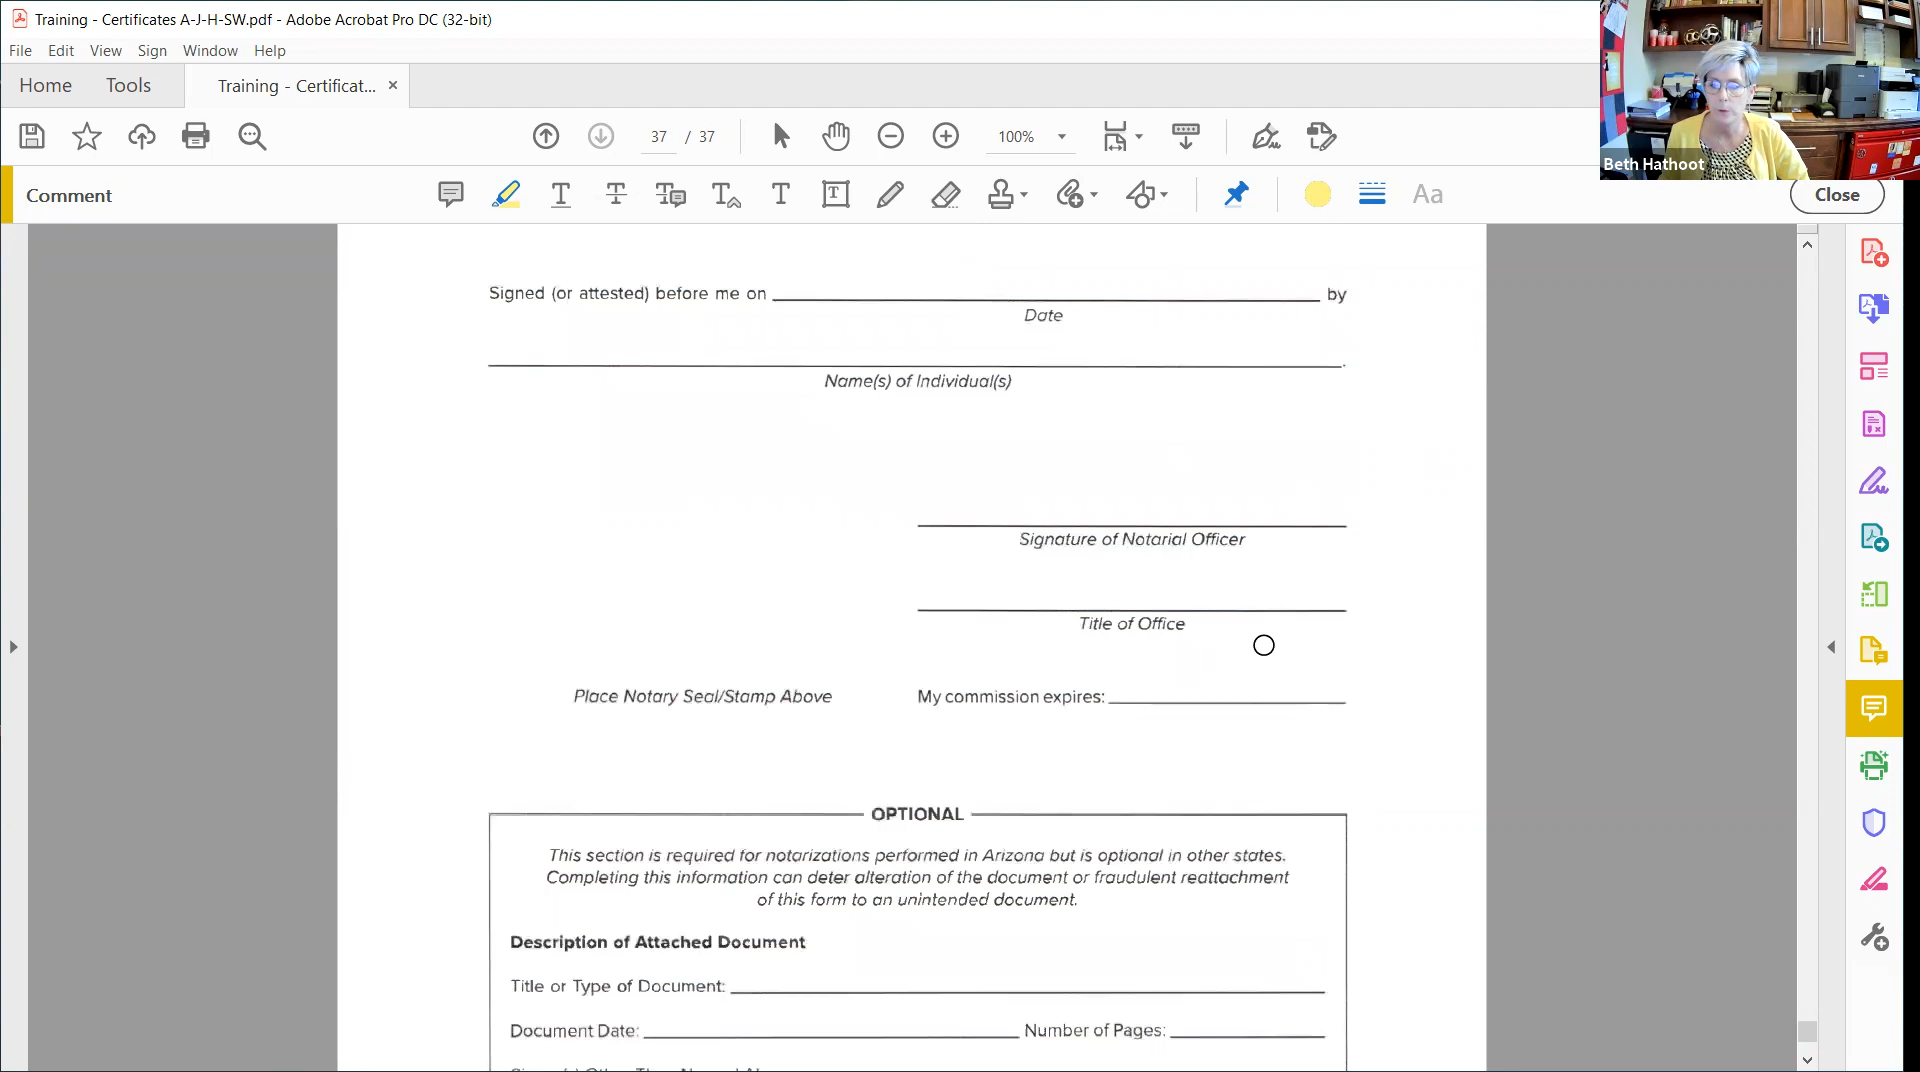 Training - Certificates A-J-H-SW.pdf - Adobe Acrobat Pro DC (32-bit)
File Edit View Sign Window Help
Home Tools Training - Certificat... ×
37 / 37 100%
Beth Hathoot
Comment
Aa
Close
Signed (or attested) before me on ____ by
Date
Name(s) of Individual(s)
Signature of Notarial Officer
Title of Office
Place Notary Seal/Stamp Above My commission expires:
OPTIONAL
This section is required for notarizations performed in Arizona but is optional in other states.
Completing this information can deter alteration of the document or fraudulent reattachment
of this form to an unintended document.
Description of Attached Document
Title or Type of Document:
Document Date: ____ Number of Pages: